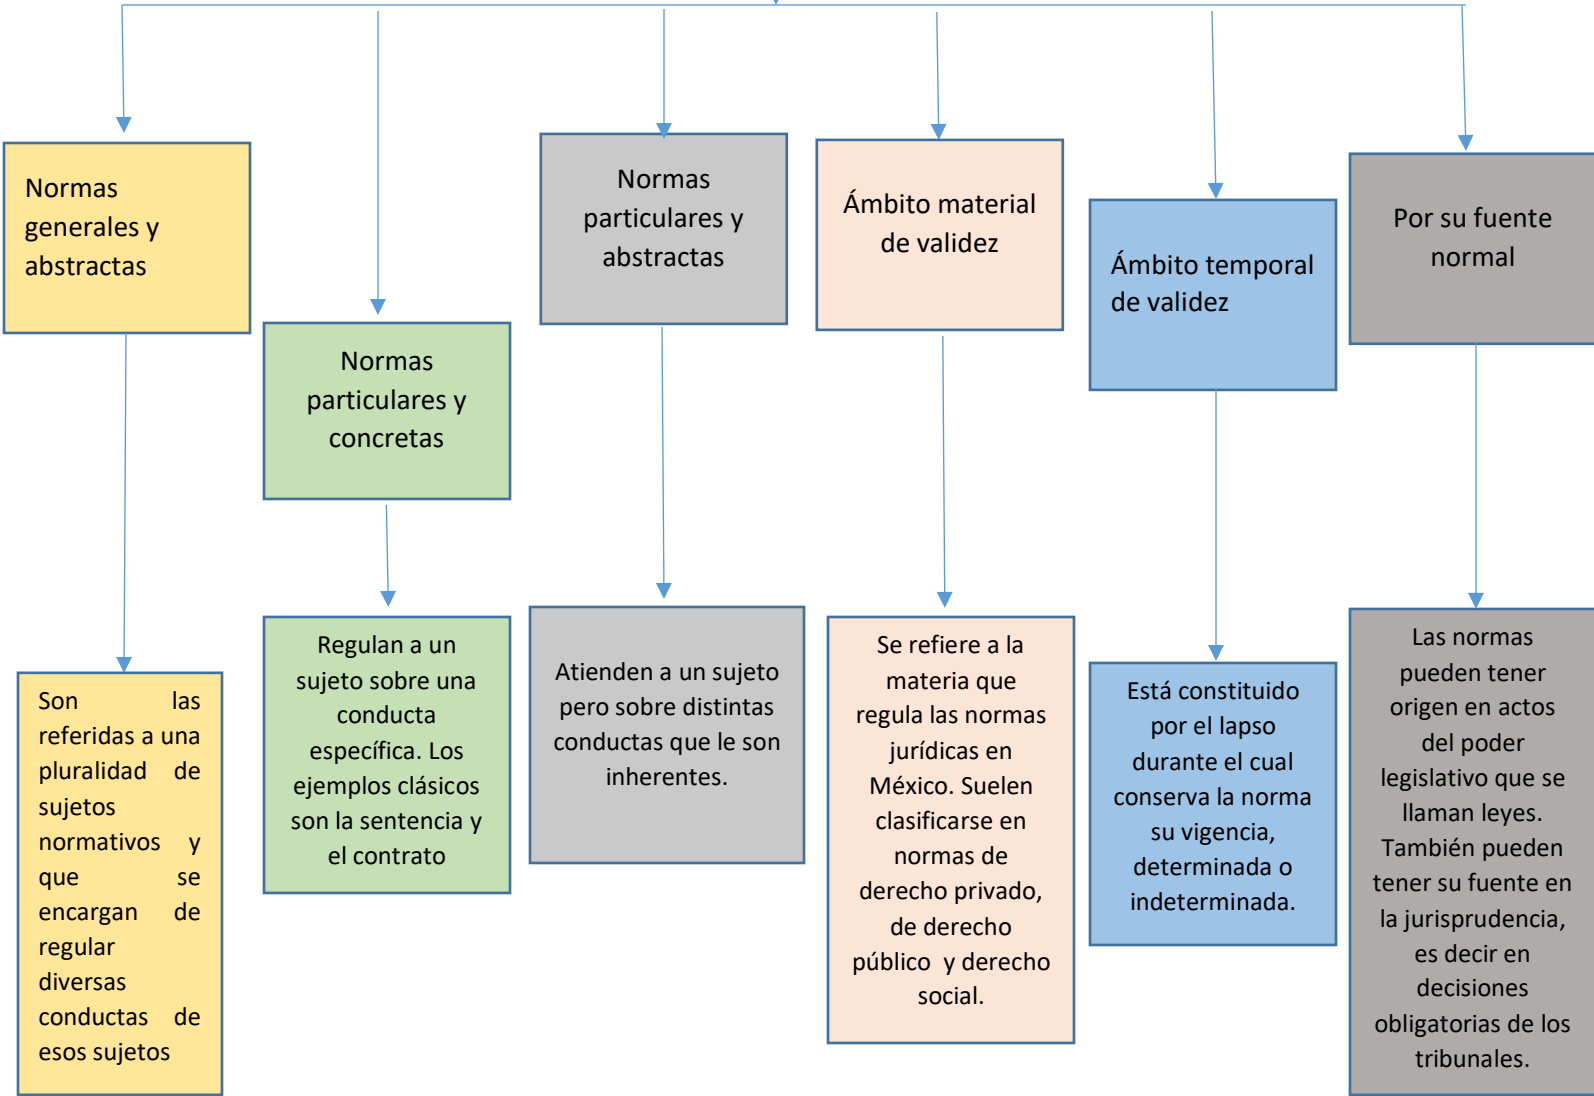 Normas
generales y
abstractas
Normas
particulares y
concretas
Normas
particulares y
abstractas
Ámbito material
de validez
Ámbito temporal
de validez
Por su fuente
normal
Son las
referidas a una
pluralidad de
sujetos
normativos y
que se
encargan de
regular
diversas
conductas de
esos sujetos
Regulan a un
sujeto sobre una
conducta
específica. Los
ejemplos clásicos
son la sentencia y
el contrato
Atienden a un sujeto
pero sobre distintas
conductas que le son
inherentes.
Se refiere a la
materia que
regula las normas
jurídicas en
México. Suelen
clasificarse en
normas de
derecho privado,
de derecho
público y derecho
social.
Está constituido
por el lapso
durante el cual
conserva la norma
su vigencia,
determinada o
indeterminada.
Las normas
pueden tener
origen en actos
del poder
legislativo que se
llaman leyes.
También pueden
tener su fuente en
la jurisprudencia,
es decir en
decisiones
obligatorias de los
tribunales.